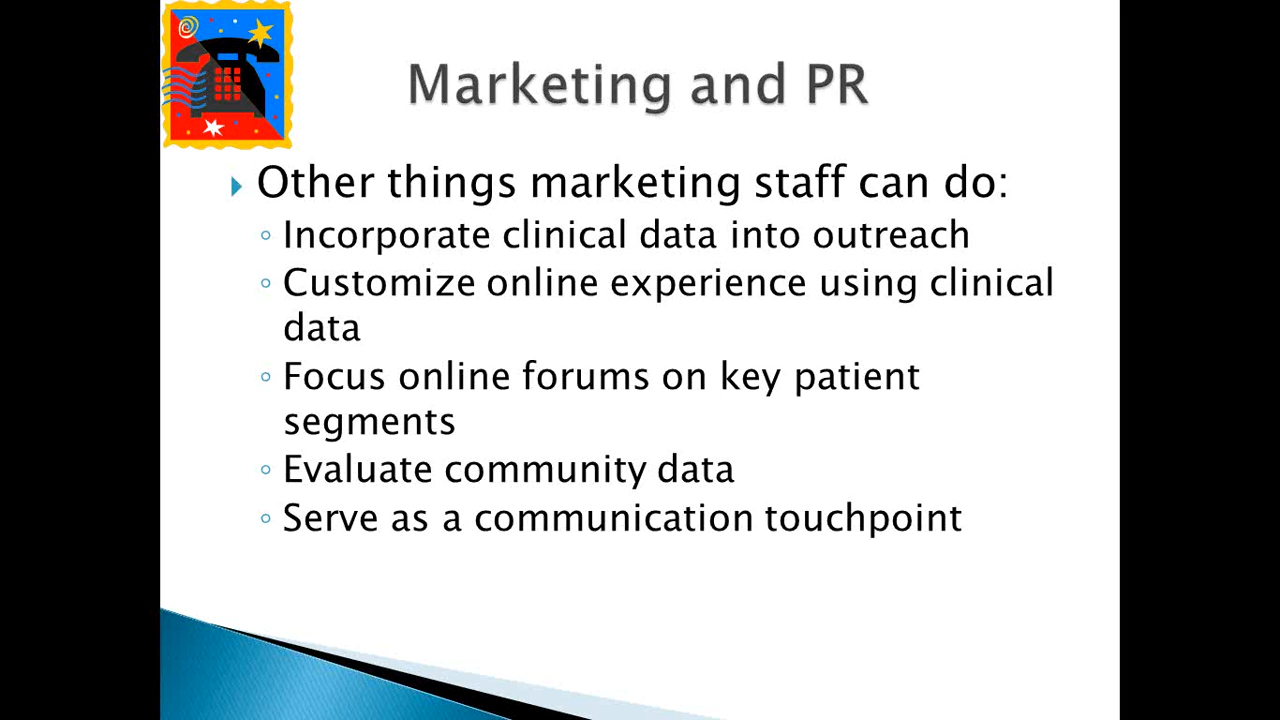 Marketing and PR
Other things marketing staff can do:
Incorporate clinical data into outreach
Customize online experience using clinical
data
Focus online forums on key patient
segments
Evaluate community data
Serve as a communication touchpoint